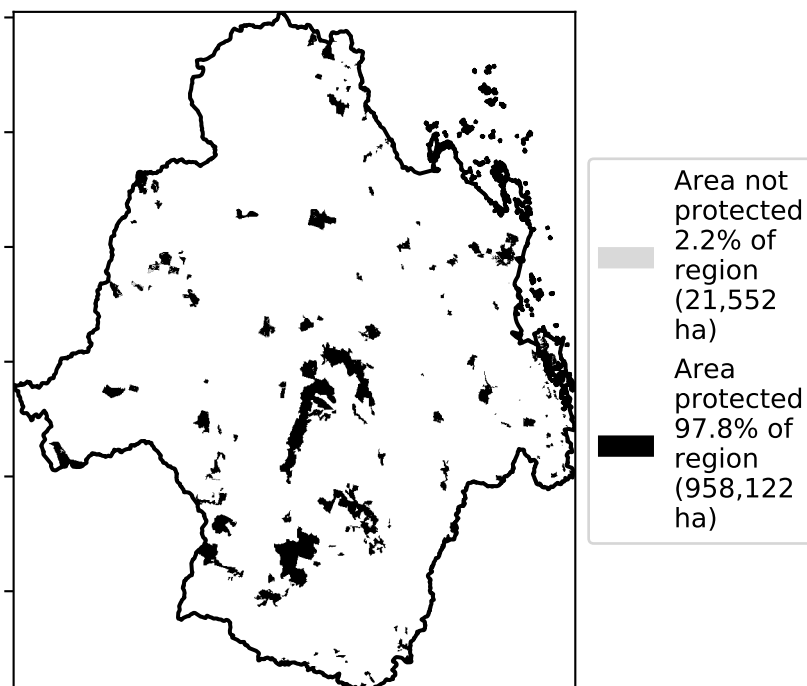 Area not
protected
2.2% of
region
(21,552
ha)
Area
protected
97.8% of
region
(958,122
ha)